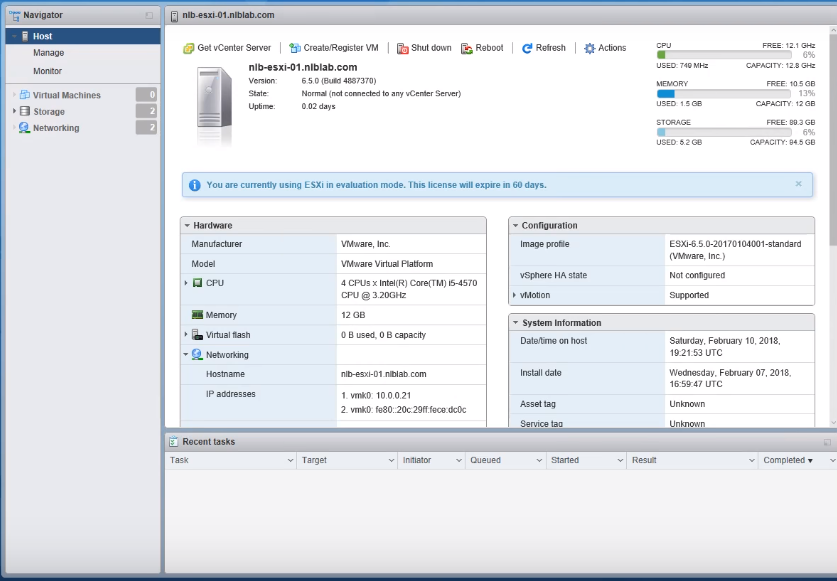 Navigator
Host
Manage
Monitor
Virtual Machines 0
Storage 2
Networking 2
nlb-esxi-01.nlblab.com
Get vCenter Server Create/Register VM Shut down Reboot Refresh Actions
nlb-esxi-01.nlblab.com
Version: 6.5.0 (Build 4887370)
State: Normal (not connected to any vCenter Server)
Uptime: 0.02 days
CPU FREE: 12.1 GHz
6%
USED: 749 MHz CAPACITY: 12.8 GHz
MEMORY FREE: 10.5 GB
13%
USED: 1.5 GB CAPACITY: 12 GB
STORAGE FREE: 89.3 GB
6%
USED: 5.2 GB CAPACITY: 94.5 GB
You are currently using ESXi in evaluation mode. This license will expire in 60 days.
Hardware
Manufacturer VMware, Inc.
Model VMware Virtual Platform
CPU 4 CPUs x Intel(R) Core(TM) i5-4570
CPU @ 3.20GHz
Memory 12 GB
Virtual flash 0 B used, 0 B capacity
Networking
Hostname nlb-esxi-01.nlblab.com
IP addresses 1. vmk0: 10.0.0.21
2. vmk0: fe80::20c:29ff:fece:dc0c
Configuration
Image profile ESXi-6.5.0-20170104001-standard
(VMware, Inc.)
vSphere HA state Not configured
vMotion Supported
System Information
Date/time on host Saturday, February 10, 2018,
19:21:53 UTC
Install date Wednesday, February 07, 2018,
16:59:47 UTC
Asset tag Unknown
Service tag Unknown
Recent tasks
Task Target Initiator Queued Started Result Completed